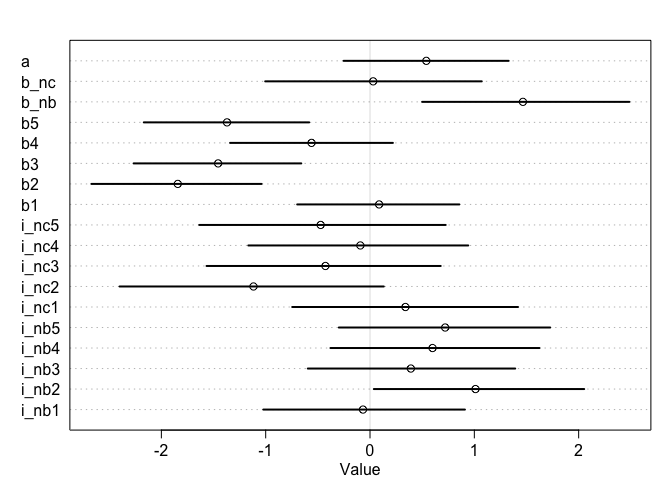 a
b_nc
b_nb
b5
b4
b3
b2
b1
i_nc5
i_nc4
i_nc3
i_nc2
i_nc1
i_nb5
i_nb4
i_nb3
i_nb2
i_nb1
-2 -1 0 1 2
Value